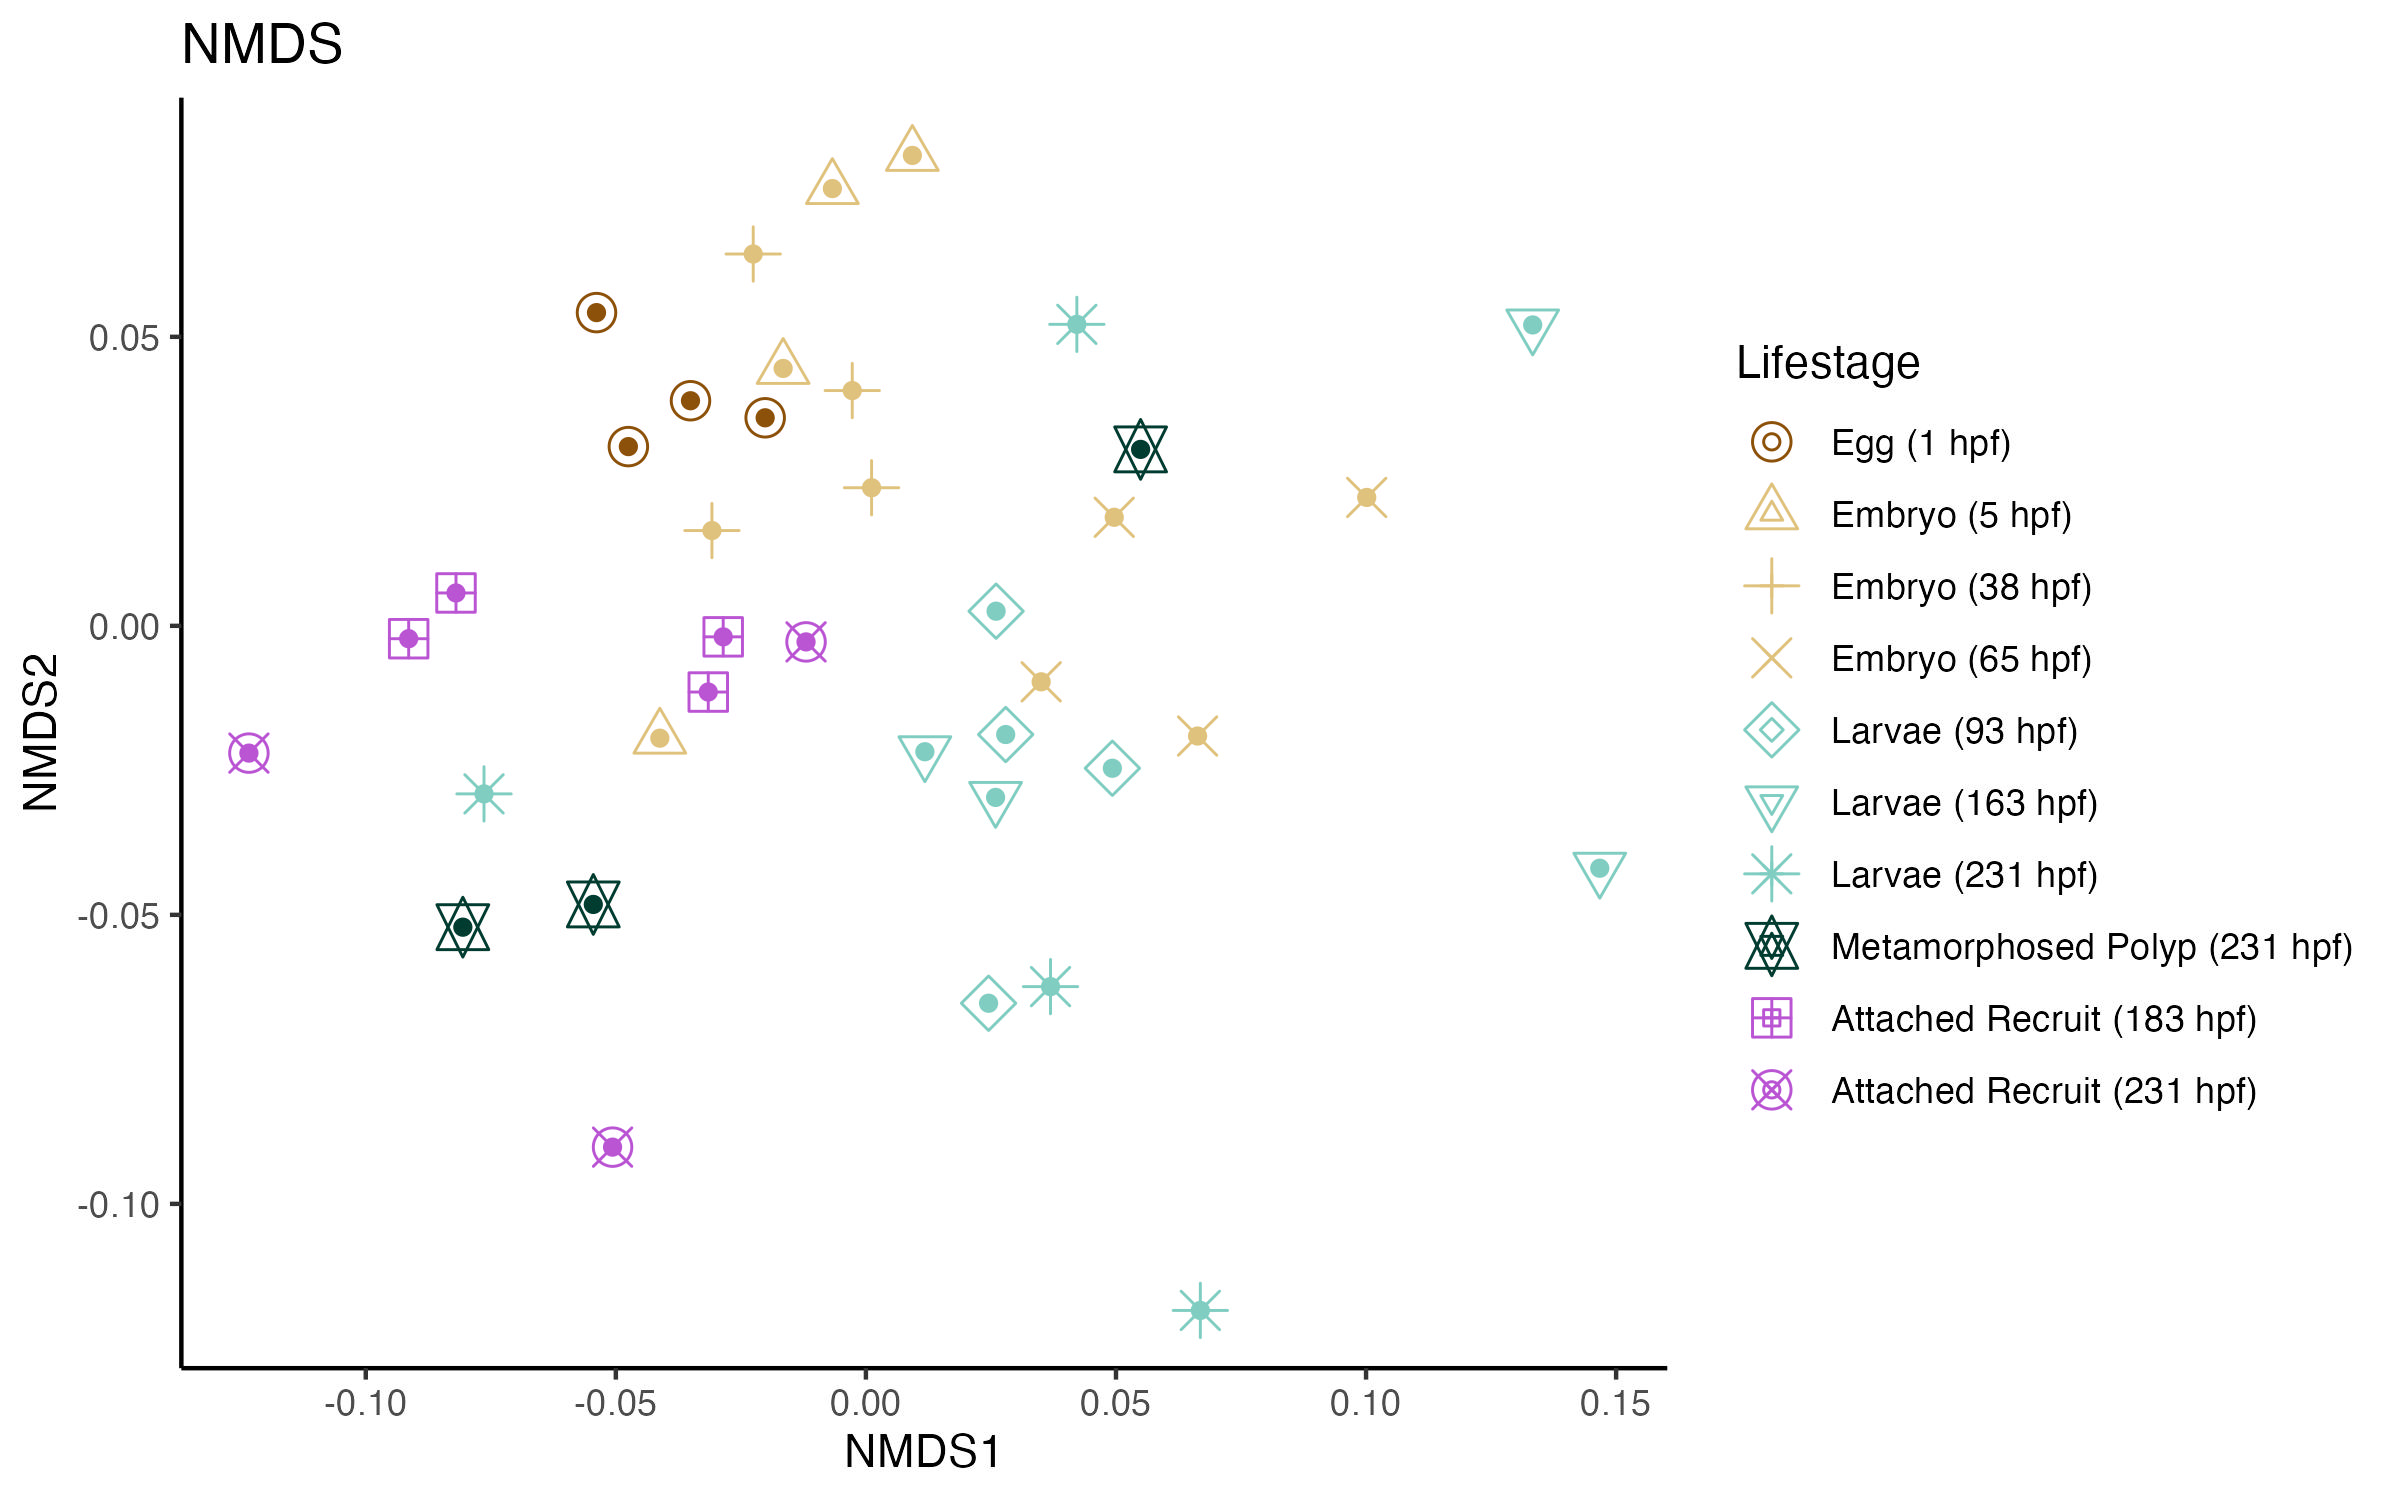 NMDS
0.05
0.00
-0.05
-0.10
NMDS2
-0.10
-0.05
0.00
0.05
0.10
0.15
NMDS1
Lifestage
Egg (1 hpf)
Embryo (5 hpf)
Embryo (38 hpf)
Embryo (65 hpf)
Larvae (93 hpf)
Larvae (163 hpf)
Larvae (231 hpf)
Metamorphosed Polyp (231 hpf)
Attached Recruit (183 hpf)
Attached Recruit (231 hpf)